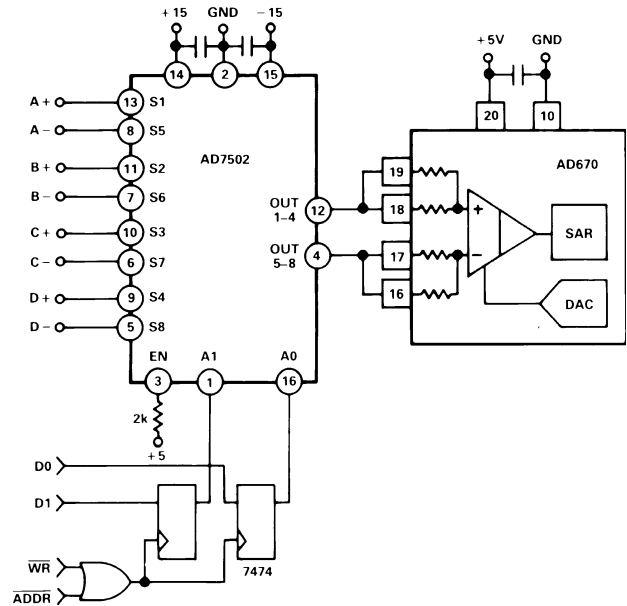 +15 GND −15
14 2 15
+5V GND
20 10
A+ 13 S1
A− 8 S5
B+ 11 S2
B− 7 S6
C+ 10 S3
C− 6 S7
D+ 9 S4
D− 5 S8
AD7502
OUT
1–4
12
OUT
5–8
4
AD670
19
18
17
16
+
−
SAR
DAC
EN A1 A0
3 1 16
2k
+5
D0
D1
7474
WR
ADDR